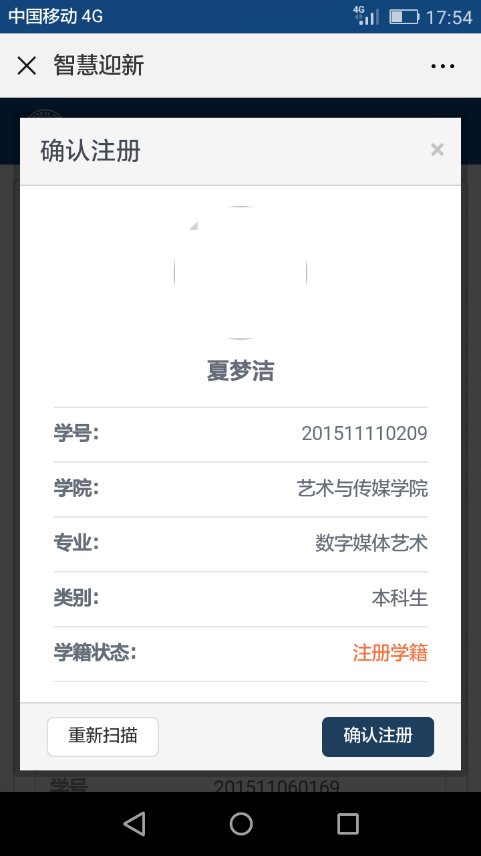 中国移动 4G
4G
17:54
智慧迎新
确认注册
夏梦洁
学号: 201511110209
学院: 艺术与传媒学院
专业: 数字媒体艺术
类别: 本科生
学籍状态: 注册学籍
重新扫描 确认注册
学号 201511060169